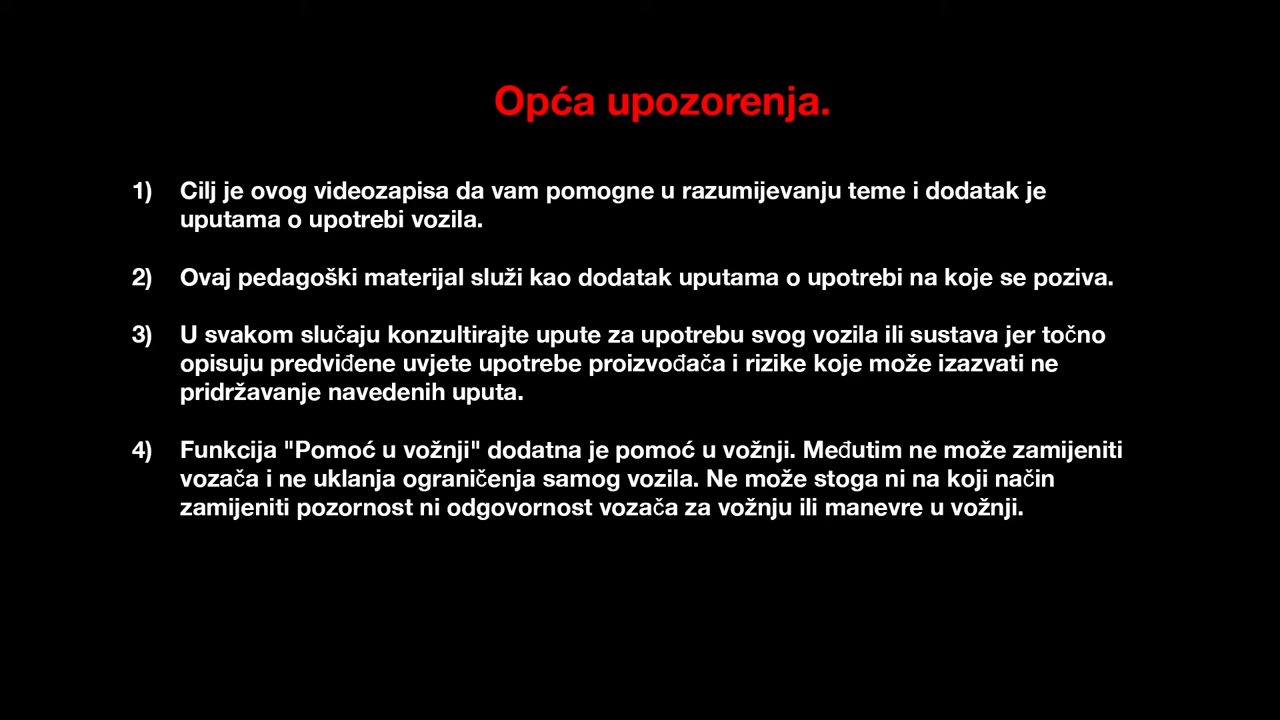 Opća upozorenja.
1) Cilj je ovog videozapisa da vam pomogne u razumijevanju teme i dodatak je
uputama o upotrebi vozila.
2) Ovaj pedagoški materijal služi kao dodatak uputama o upotrebi na koje se poziva.
3) U svakom slučaju konzultirajte upute za upotrebu svog vozila ili sustava jer točno
opisuju predviđene uvjete upotrebe proizvođača i rizike koje može izazvati ne
pridržavanje navedenih uputa.
4) Funkcija "Pomoć u vožnji" dodatna je pomoć u vožnji. Međutim ne može zamijeniti
vozača i ne uklanja ograničenja samog vozila. Ne može stoga ni na koji način
zamijeniti pozornost ni odgovornost vozača za vožnju ili manevre u vožnji.